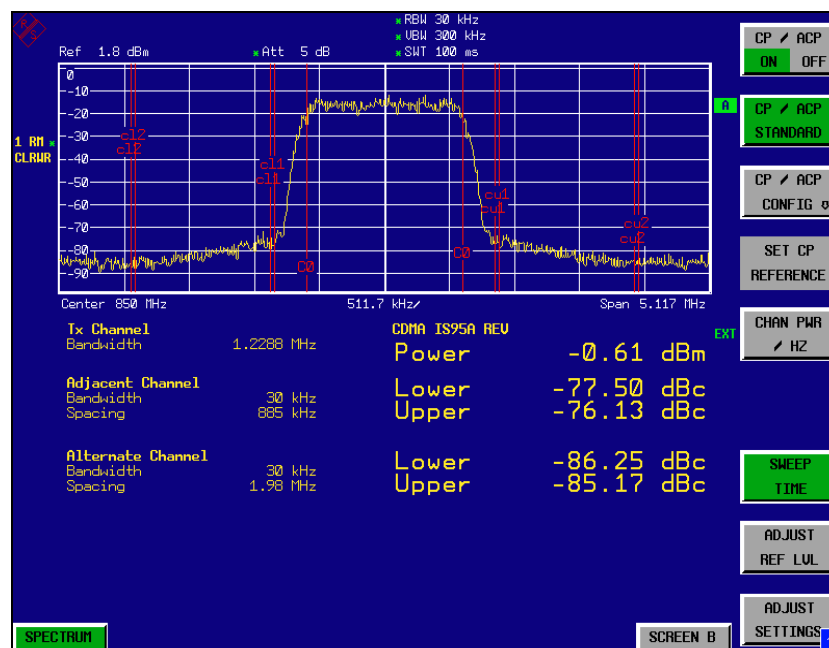 RBW 30 kHz
VBW 300 kHz
Ref 1.8 dBm * Att 5 dB * SWT 100 ms
0
-10
-20
-30
-40
-50
-60
-70
-80
-90
1 RM *
CLRWR
A
cl2
cl2
cl1
cl1
C0
C0
cu1
cu1
cu2
cu2
Center 850 MHz 511.7 kHz/ Span 5.117 MHz
Tx Channel CDMA IS95A REV
Bandwidth 1.2288 MHz
Power -0.61 dBm
EXT
Adjacent Channel
Bandwidth 30 kHz
Spacing 885 kHz
Lower -77.50 dBc
Upper -76.13 dBc
Alternate Channel
Bandwidth 30 kHz
Spacing 1.98 MHz
Lower -86.25 dBc
Upper -85.17 dBc
CP / ACP
ON OFF
CP / ACP
STANDARD
CP / ACP
CONFIG
SET CP
REFERENCE
CHAN PWR
/ HZ
SWEEP
TIME
ADJUST
REF LVL
ADJUST
SETTINGS
SPECTRUM
SCREEN B